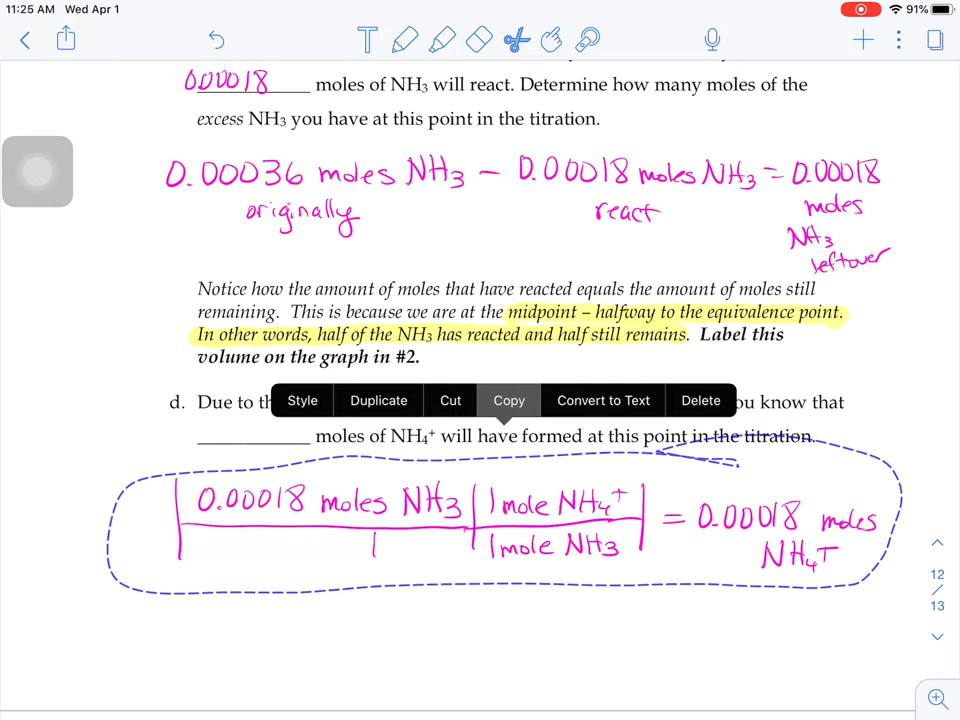 11:25 AM Wed Apr 1
91%
T
0.00018 moles of NH₃ will react. Determine how many moles of the
excess NH₃ you have at this point in the titration.
0.00036 moles NH₃ – 0.00018 moles NH₃ = 0.00018
originally react moles
NH₃
leftover
Notice how the amount of moles that have reacted equals the amount of moles still
remaining. This is because we are at the midpoint – halfway to the equivalence point.
In other words, half of the NH₃ has reacted and half still remains. Label this
volume on the graph in #2.
Style Duplicate Cut Copy Convert to Text Delete
d. Due to th ou know that
__________ moles of NH₄⁺ will have formed at this point in the titration.
0.00018 moles NH₃ | 1 mole NH₄⁺ = 0.00018 moles
1 | 1 mole NH₃ NH₄⁺
12
/
13